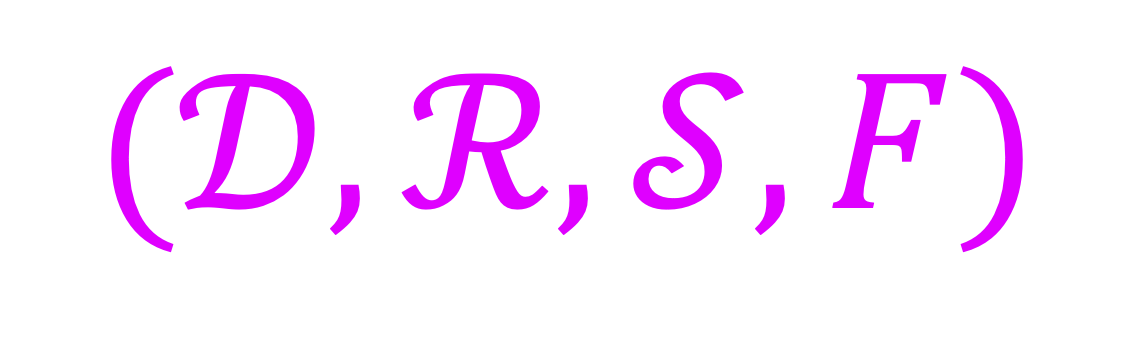 (𝒟, ℛ, 𝒮, 𝐹)